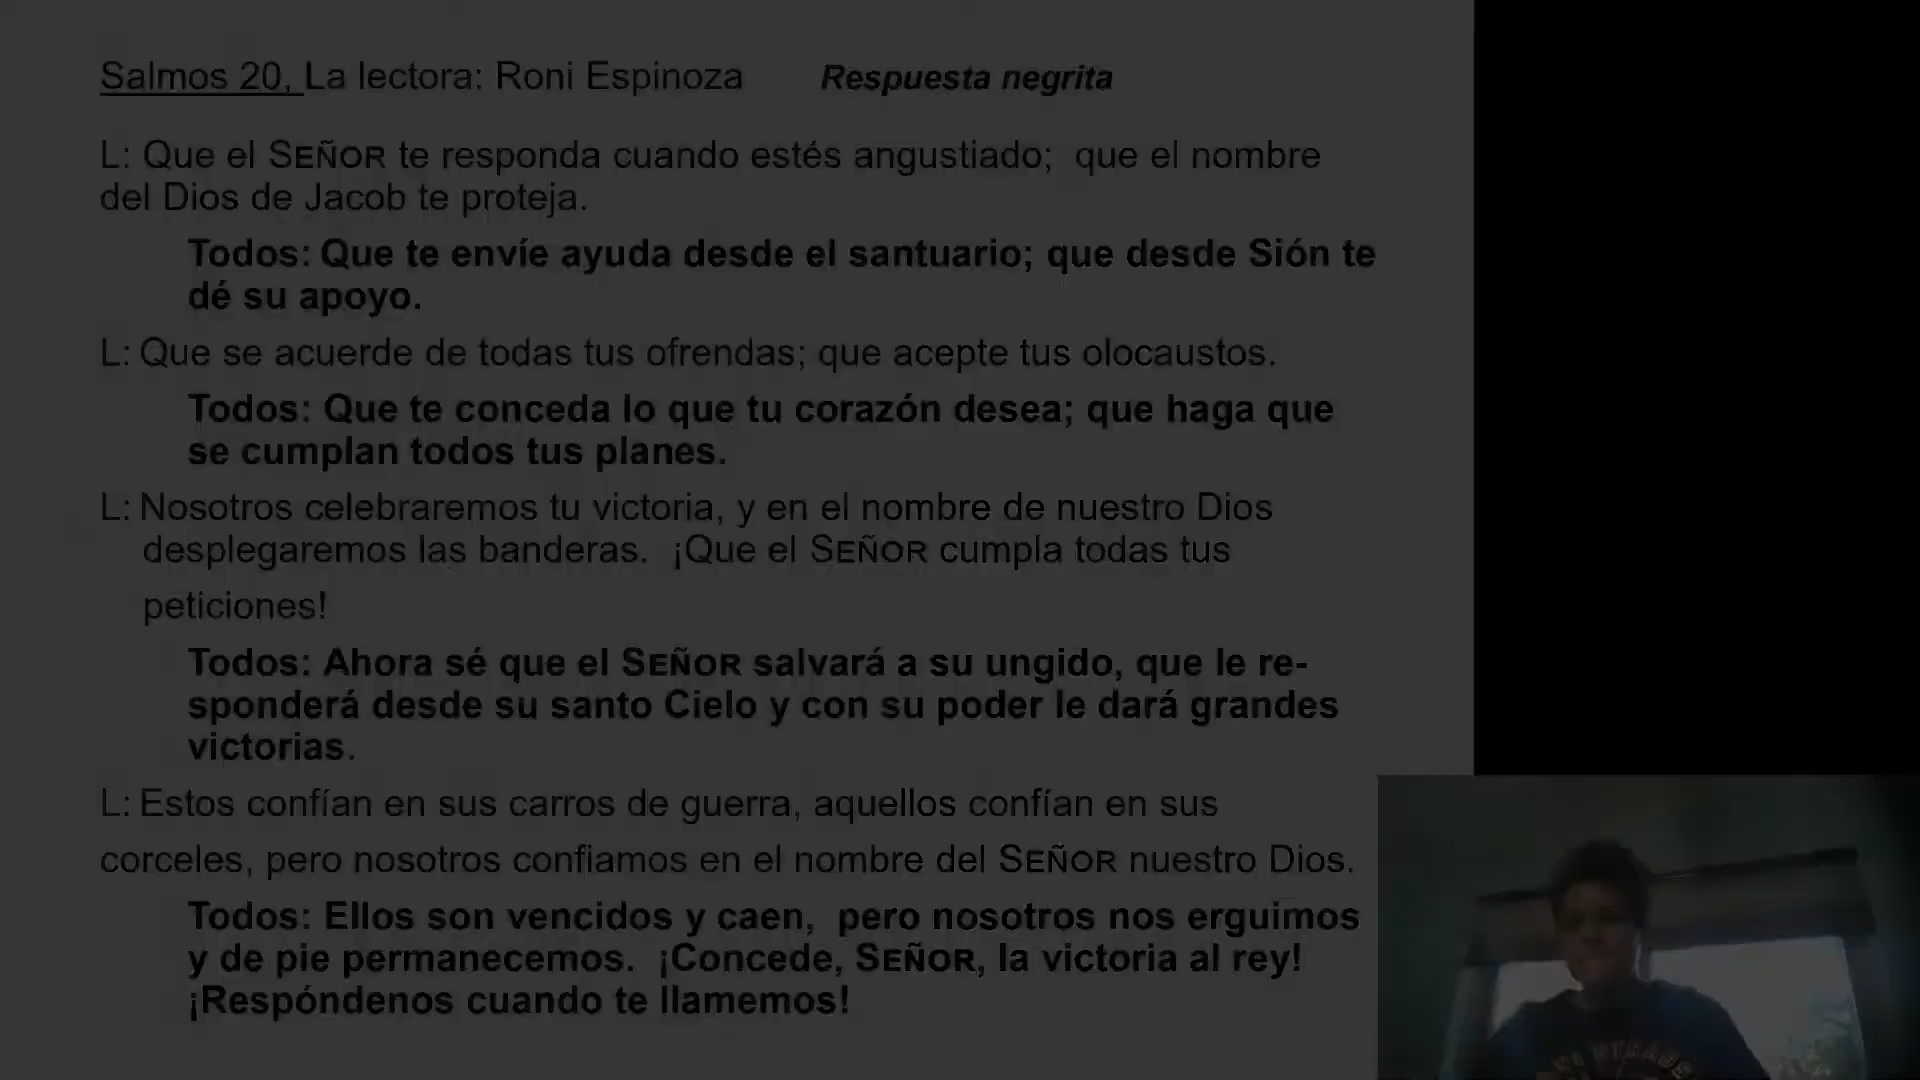 Salmos 20, La lectora: Roni Espinoza Respuesta negrita
L: Que el SEÑOR te responda cuando estés angustiado; que el nombre
del Dios de Jacob te proteja.
Todos: Que te envíe ayuda desde el santuario; que desde Sión te
dé su apoyo.
L: Que se acuerde de todas tus ofrendas; que acepte tus olocaustos.
Todos: Que te conceda lo que tu corazón desea; que haga que
se cumplan todos tus planes.
L: Nosotros celebraremos tu victoria, y en el nombre de nuestro Dios
desplegaremos las banderas. ¡Que el SEÑOR cumpla todas tus
peticiones!
Todos: Ahora sé que el SEÑOR salvará a su ungido, que le re-
sponderá desde su santo Cielo y con su poder le dará grandes
victorias.
L: Estos confían en sus carros de guerra, aquellos confían en sus
corceles, pero nosotros confiamos en el nombre del SEÑOR nuestro Dios.
Todos: Ellos son vencidos y caen, pero nosotros nos erguimos
y de pie permanecemos. ¡Concede, SEÑOR, la victoria al rey!
¡Respóndenos cuando te llamemos!